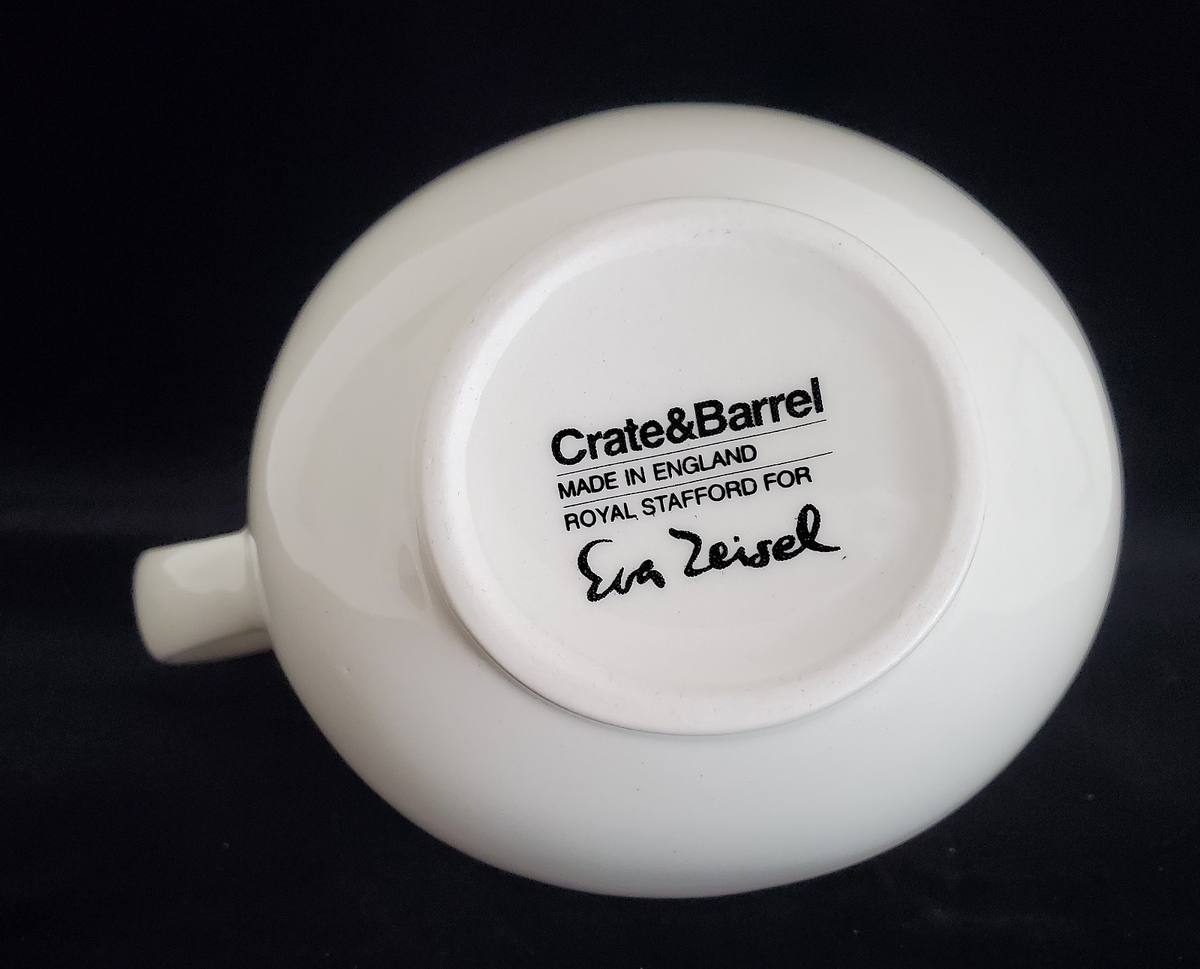 Crate&Barrel
MADE IN ENGLAND
ROYAL STAFFORD FOR
Eva Zeisel